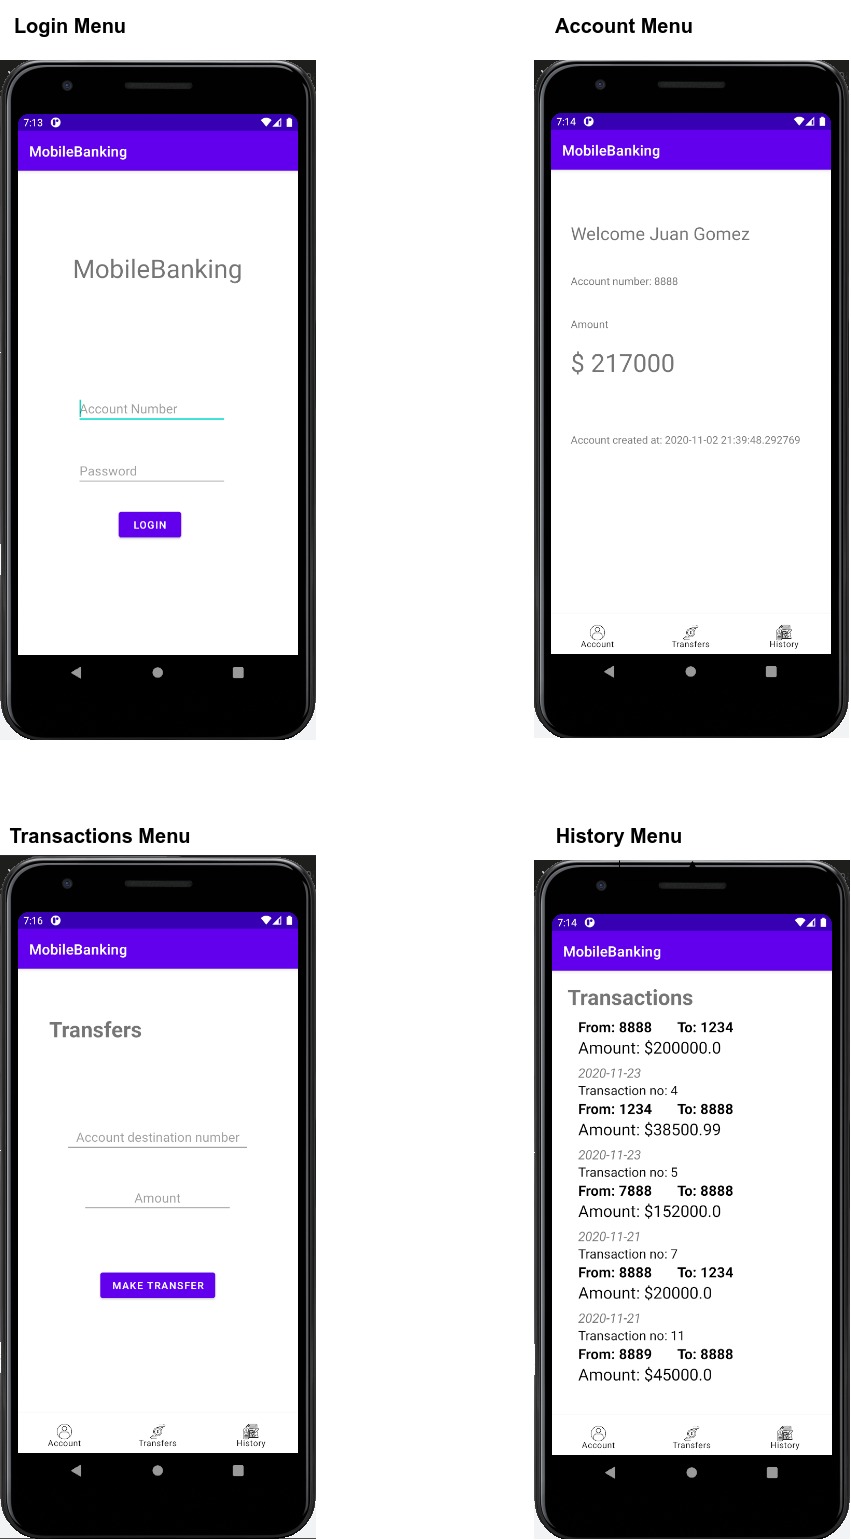 Login Menu
7:13
MobileBanking
MobileBanking
Account Number
Password
LOGIN
Account Menu
7:14
MobileBanking
Welcome Juan Gomez
Account number: 8888
Amount
$ 217000
Account created at: 2020-11-02 21:39:48.292769
Account Transfers History
Transactions Menu
7:16
MobileBanking
Transfers
Account destination number
Amount
MAKE TRANSFER
Account Transfers History
History Menu
7:14
MobileBanking
Transactions
From: 8888 To: 1234
Amount: $200000.0
2020-11-23
Transaction no: 4
From: 1234 To: 8888
Amount: $38500.99
2020-11-23
Transaction no: 5
From: 7888 To: 8888
Amount: $152000.0
2020-11-21
Transaction no: 7
From: 8888 To: 1234
Amount: $20000.0
2020-11-21
Transaction no: 11
From: 8889 To: 8888
Amount: $45000.0
Account Transfers History